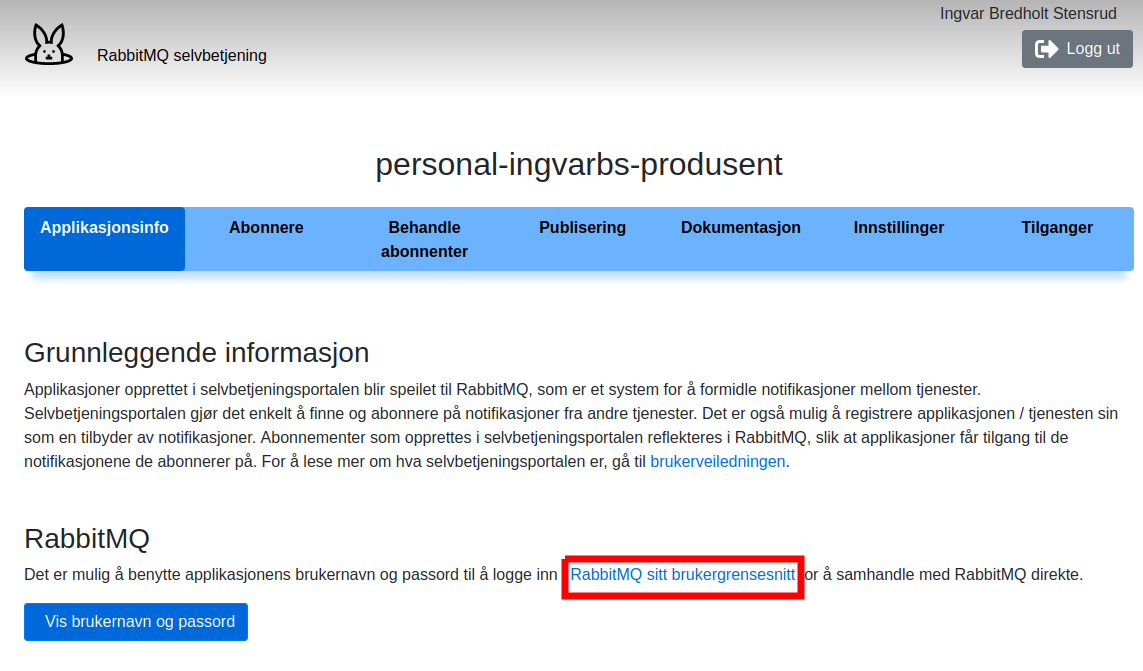 Ingvar Bredholt Stensrud
RabbitMQ selvbetjening
Logg ut
personal-ingvarbs-produsent
Applikasjonsinfo
Abonnere
Behandle
abonnenter
Publisering
Dokumentasjon
Innstillinger
Tilganger
Grunnleggende informasjon
Applikasjoner opprettet i selvbetjeningsportalen blir speilet til RabbitMQ, som er et system for å formidle notifikasjoner mellom tjenester.
Selvbetjeningsportalen gjør det enkelt å finne og abonnere på notifikasjoner fra andre tjenester. Det er også mulig å registrere applikasjonen / tjenesten sin
som en tilbyder av notifikasjoner. Abonnementer som opprettes i selvbetjeningsportalen reflekteres i RabbitMQ, slik at applikasjoner får tilgang til de
notifikasjonene de abonnerer på. For å lese mer om hva selvbetjeningsportalen er, gå til brukerveiledningen.
RabbitMQ
Det er mulig å benytte applikasjonens brukernavn og passord til å logge inn RabbitMQ sitt brukergrensesnitt or å samhandle med RabbitMQ direkte.
Vis brukernavn og passord